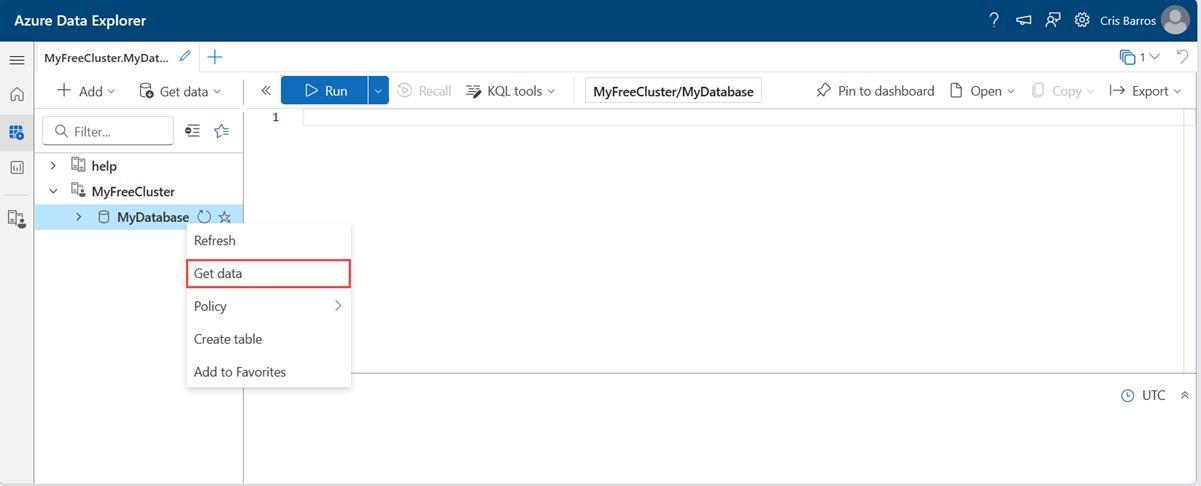 Azure Data Explorer
? Cris Barros
MyFreeCluster.MyDat...
1
Add Get data
Run Recall KQL tools MyFreeCluster/MyDatabase Pin to dashboard Open Copy Export
Filter...
1
help
MyFreeCluster
MyDatabase
Refresh
Get data
Policy
Create table
Add to Favorites
UTC